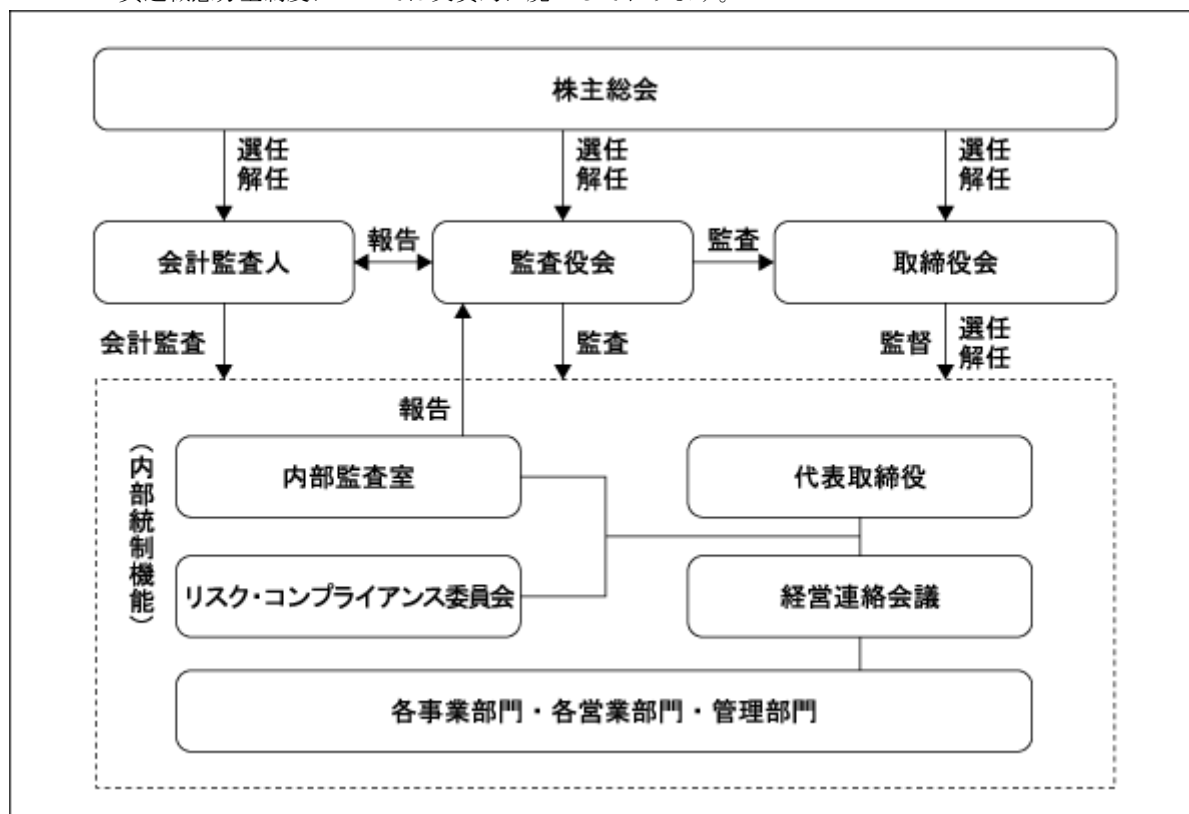 株主総会
選任
解任
選任
解任
選任
解任
会計監査人
報告
監査役会
監査
取締役会
会計監査
監査
監督
選任
解任
報告
（内部統制機能）
内部監査室
代表取締役
リスク・コンプライアンス委員会
経営連絡会議
各事業部門・各営業部門・管理部門